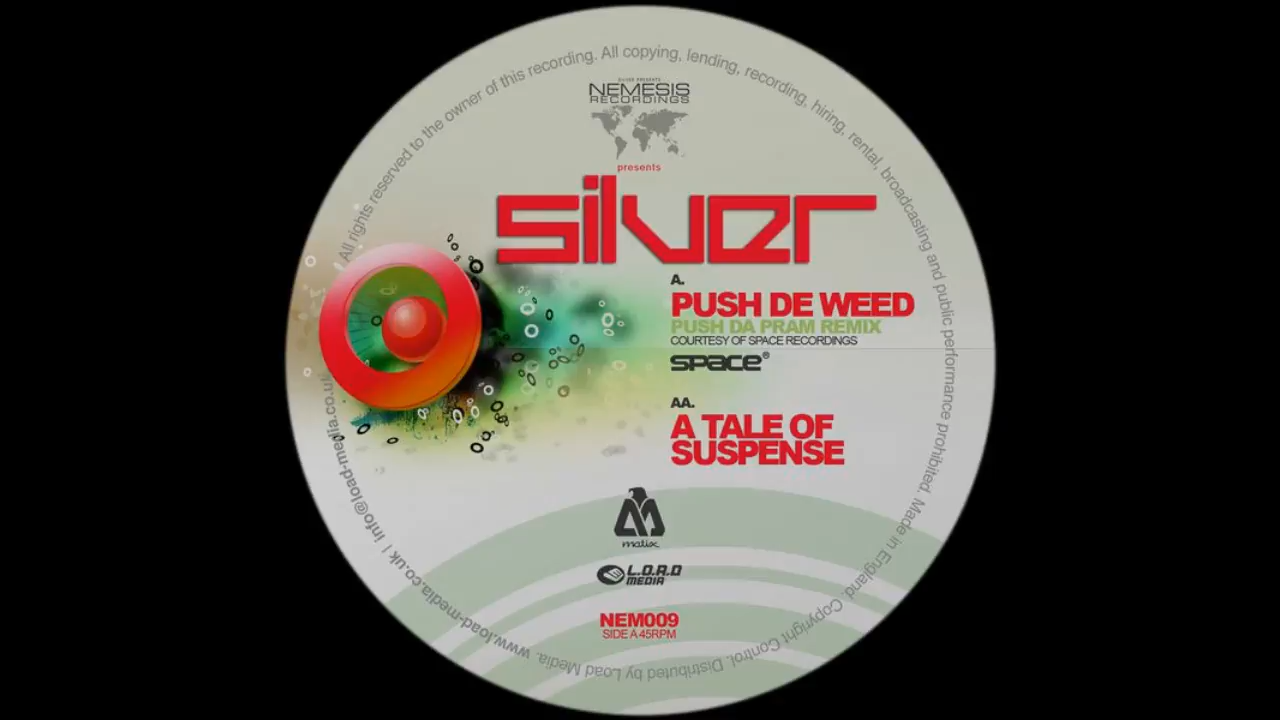 SILVER PRESENTS
NEMESIS
RECORDINGS
presents
silver
A.
PUSH DE WEED
PUSH DA PRAM REMIX
COURTESY OF SPACE RECORDINGS
space®
AA.
A TALE OF
SUSPENSE
matix
L.O.A.D
MEDIA
NEM009
SIDE A 45RPM
All rights reserved to the owner of this recording. All copying, lending, recording, hiring, rental, broadcasting and public performance prohibited. Made in England. Copyright Control. Distributed by Load Media. www.load-media.co.uk | Info@load-media.co.uk